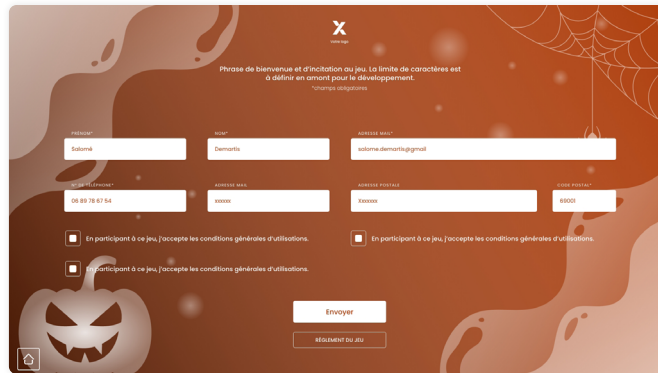 X
Votre logo
Phrase de bienvenue et d'incitation au jeu. La limite de caractères est
à définir en amont pour le développement.
*Champs obligatoires
PRÉNOM* NOM* ADRESSE MAIL*
Salomé Demartis salome.demartis@gmail
N° DE TÉLÉPHONE* ADRESSE MAIL ADRESSE POSTALE CODE POSTAL*
06 89 78 67 54 xxxxxx Xxxxxxx 69001
En participant à ce jeu, j'accepte les conditions générales d'utilisations. En participant à ce jeu, j'accepte les conditions générales d'utilisations.
En participant à ce jeu, j'accepte les conditions générales d'utilisations.
Envoyer
RÈGLEMENT DU JEU